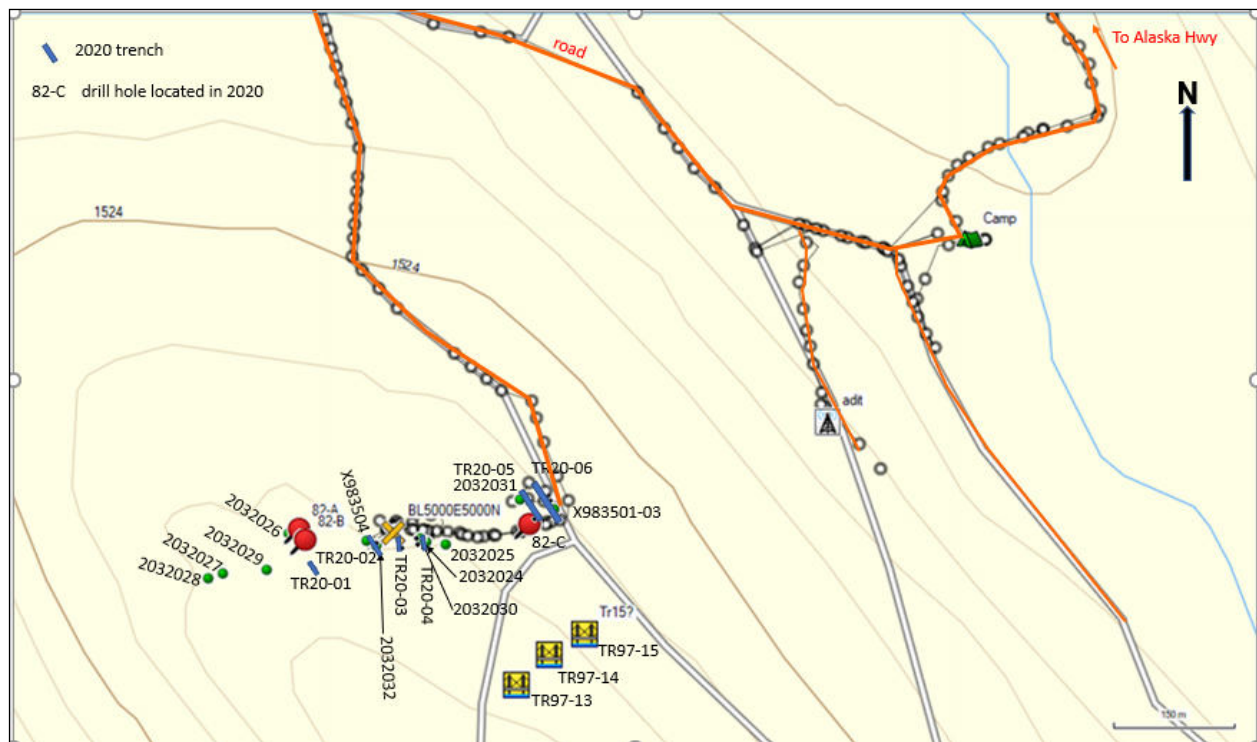 2020 trench
82-C drill hole located in 2020
road
To Alaska Hwy
N
1524
1524
Camp
adit
TR20-05
TR20-06
2032031
X983501-03
82-C
X983504
BL5000E5000N
82-A
82-B
2032026
2032029
2032027
2032028
TR20-02
TR20-01
TR20-03
TR20-04
2032025
2032024
2032030
2032032
Tr15?
TR97-15
TR97-14
TR97-13
150 m